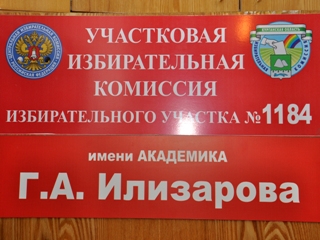 УЧАСТКОВАЯ
ИЗБИРАТЕЛЬНАЯ
КОМИССИЯ
ИЗБИРАТЕЛЬНОГО УЧАСТКА №1184
имени АКАДЕМИКА
Г.А. Илизарова